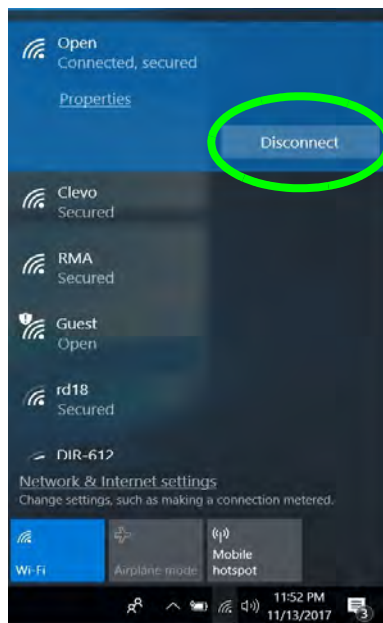 Open
Connected, secured
Properties
Disconnect
Clevo
Secured
RMA
Secured
Guest
Open
rd18
Secured
DIR-612
Network & Internet settings
Change settings, such as making a connection metered.
Wi-Fi
Airplane mode
Mobile
hotspot
11:52 PM
11/13/2017
3